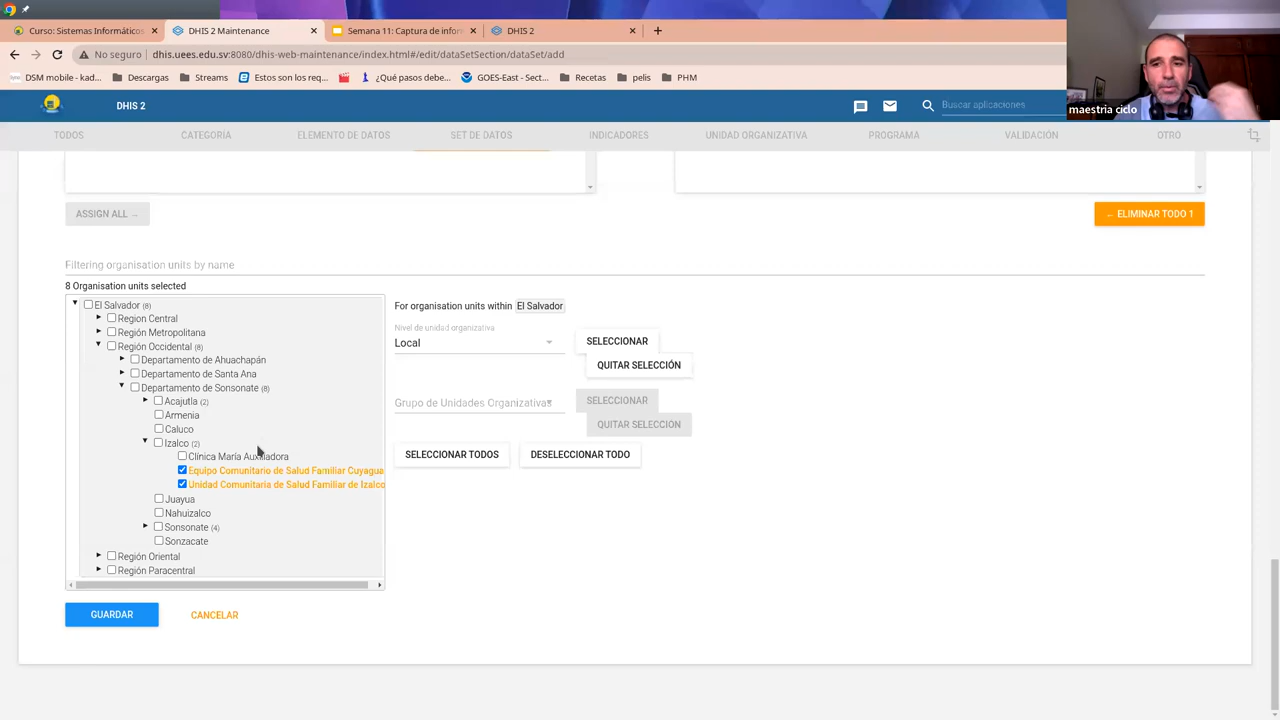 Curso: Sistemas Informáticos
DHIS 2 Maintenance
Semana 11: Captura de infor
DHIS 2
No seguro
dhis.uees.edu.sv:8080/dhis-web-maintenance/index.html#/edit/dataSetSection/dataSet/add
DSM mobile - kad...
Descargas
Streams
Estos son los req...
¿Qué pasos debe...
GOES-East - Sect...
Recetas
pelis
PHM
maestria ciclo
DHIS 2
Buscar aplicaciones
TODOS
CATEGORÍA
ELEMENTO DE DATOS
SET DE DATOS
INDICADORES
UNIDAD ORGANIZATIVA
PROGRAMA
VALIDACIÓN
OTRO
ASSIGN ALL →
← ELIMINAR TODO 1
Filtering organisation units by name
8 Organisation units selected
El Salvador (8)
Region Central
Región Metropolitana
Región Occidental (8)
Departamento de Ahuachapán
Departamento de Santa Ana
Departamento de Sonsonate (8)
Acajutla (2)
Armenia
Caluco
Izalco (2)
Clínica María Auxiliadora
Equipo Comunitario de Salud Familiar Cuyagua
Unidad Comunitaria de Salud Familiar de Izalco
Juayua
Nahuizalco
Sonsonate (4)
Sonzacate
Región Oriental
Región Paracentral
For organisation units within El Salvador
Nivel de unidad organizativa
Local
SELECCIONAR
QUITAR SELECCIÓN
Grupo de Unidades Organizativas
SELECCIONAR
QUITAR SELECCIÓN
SELECCIONAR TODOS
DESELECCIONAR TODO
GUARDAR
CANCELAR